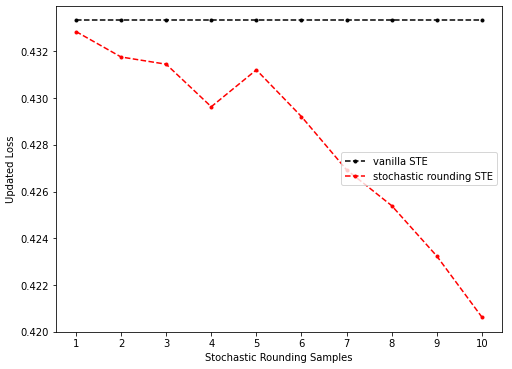 0.432
0.430
0.428
0.426
0.424
0.422
0.420
Updated Loss
vanilla STE
stochastic rounding STE
1 2 3 4 5 6 7 8 9 10
Stochastic Rounding Samples